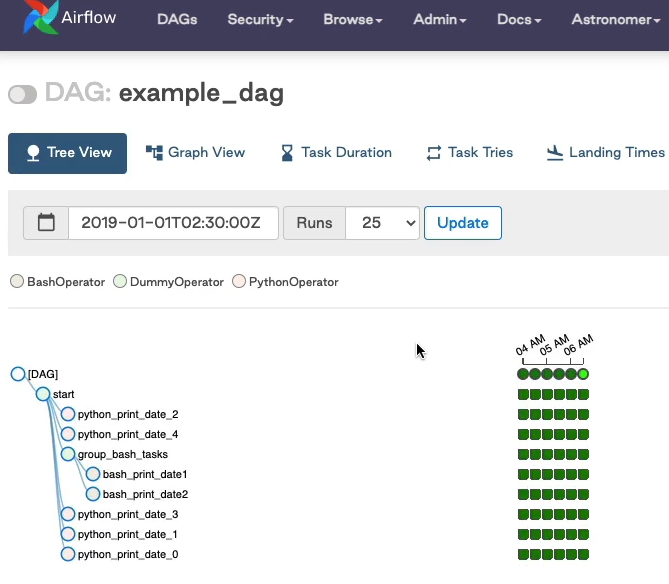 Airflow DAGs Security Browse Admin Docs Astronomer
DAG: example_dag
Tree View Graph View Task Duration Task Tries Landing Times
2019-01-01T02:30:00Z Runs 25 Update
BashOperator DummyOperator PythonOperator
04 AM 05 AM 06 AM
[DAG]
start
python_print_date_2
python_print_date_4
group_bash_tasks
bash_print_date1
bash_print_date2
python_print_date_3
python_print_date_1
python_print_date_0